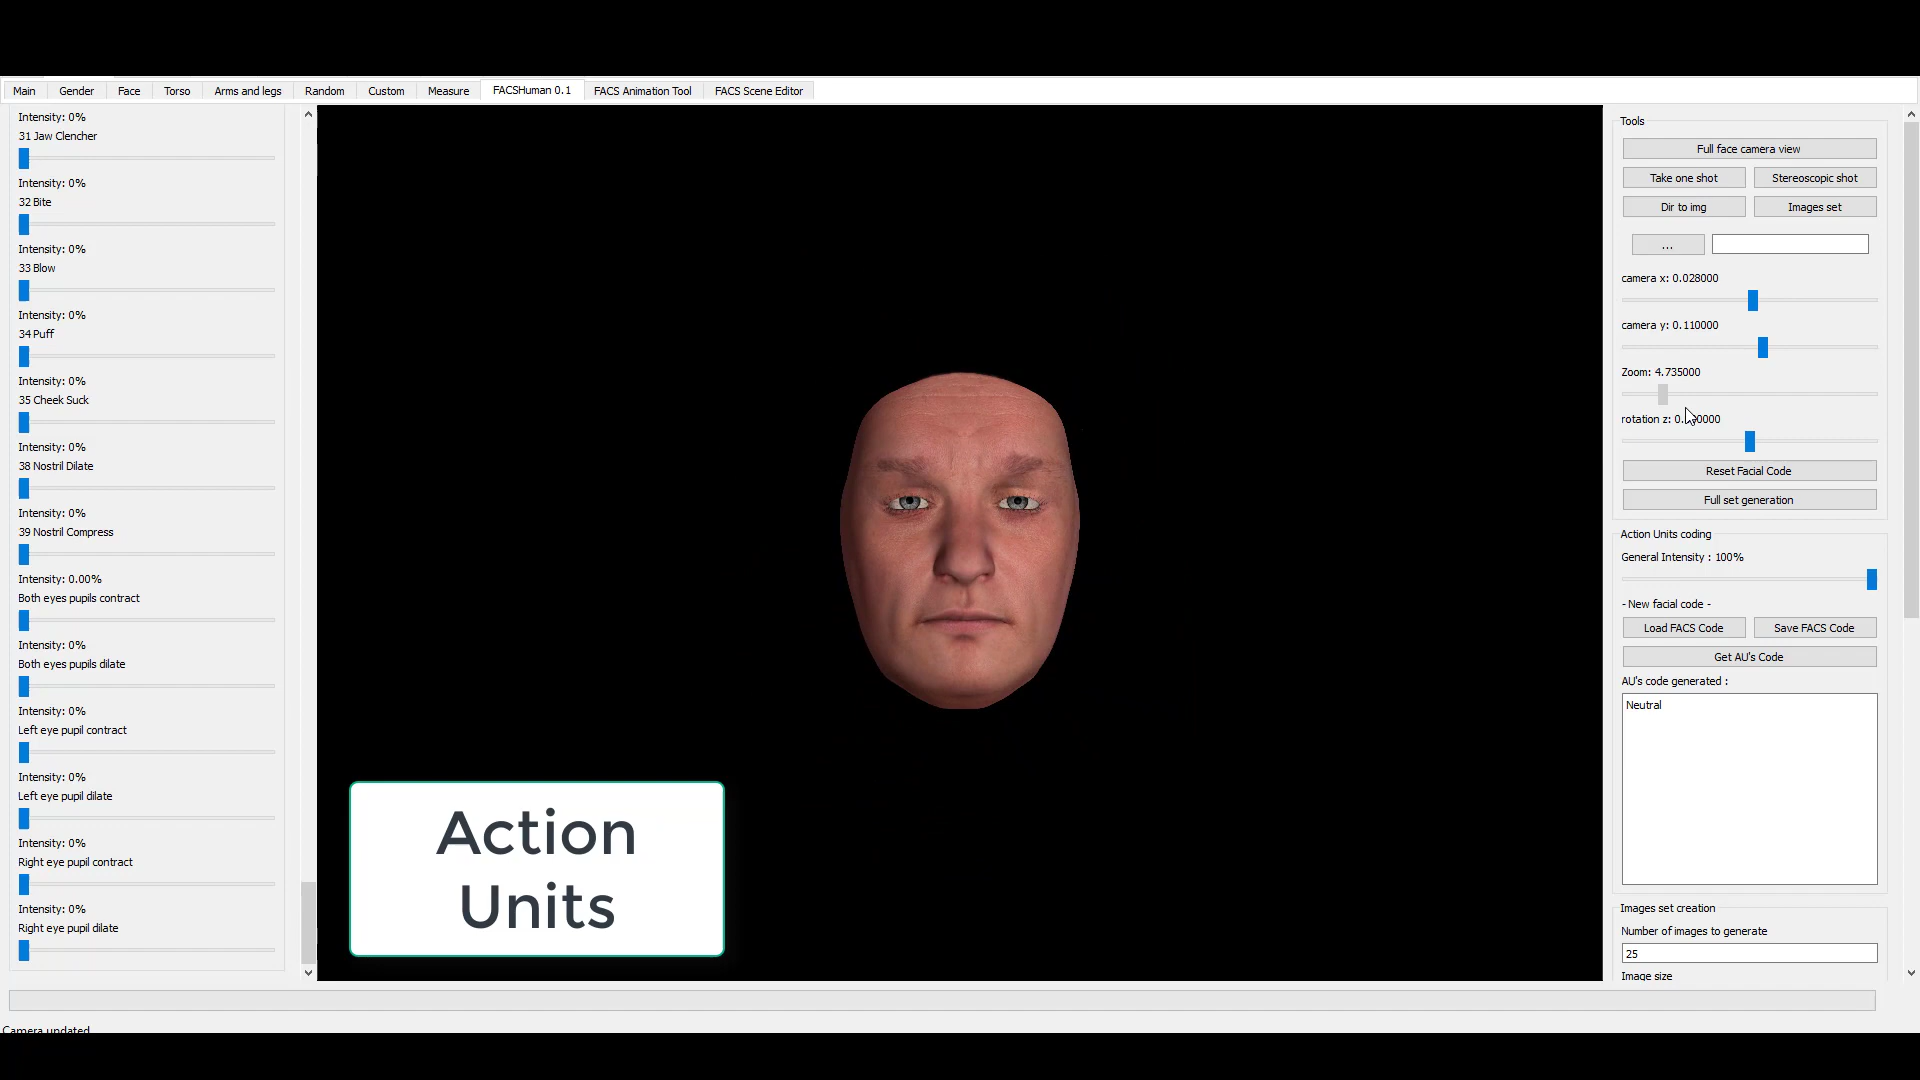 Main Gender Face Torso Arms and legs Random Custom Measure FACSHuman 0.1 FACS Animation Tool FACS Scene Editor
Intensity: 0%
31 Jaw Clencher
Intensity: 0%
32 Bite
Intensity: 0%
33 Blow
Intensity: 0%
34 Puff
Intensity: 0%
35 Cheek Suck
Intensity: 0%
38 Nostril Dilate
Intensity: 0%
39 Nostril Compress
Intensity: 0.00%
Both eyes pupils contract
Intensity: 0%
Both eyes pupils dilate
Intensity: 0%
Left eye pupil contract
Intensity: 0%
Left eye pupil dilate
Intensity: 0%
Right eye pupil contract
Intensity: 0%
Right eye pupil dilate
Action
Units
Tools
Full face camera view
Take one shot Stereoscopic shot
Dir to img Images set
...
camera x: 0.028000
camera y: 0.110000
Zoom: 4.735000
rotation z:
Reset Facial Code
Full set generation
Action Units coding
General Intensity : 100%
- New facial code -
Load FACS Code Save FACS Code
Get AU's Code
AU's code generated :
Neutral
Images set creation
Number of images to generate
25
Image size
Camera updated